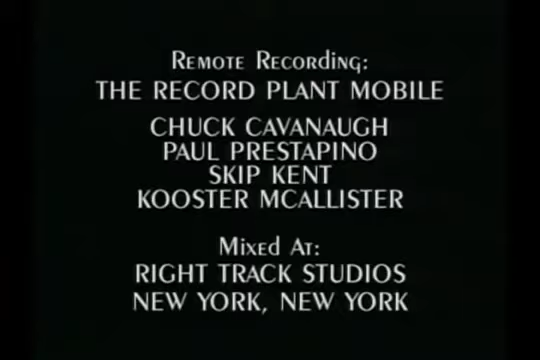 Remote Recording:
THE RECORD PLANT MOBILE
CHUCK CAVANAUGH
PAUL PRESTAPINO
SKIP KENT
KOOSTER MCALLISTER
Mixed At:
RIGHT TRACK STUDIOS
NEW YORK, NEW YORK